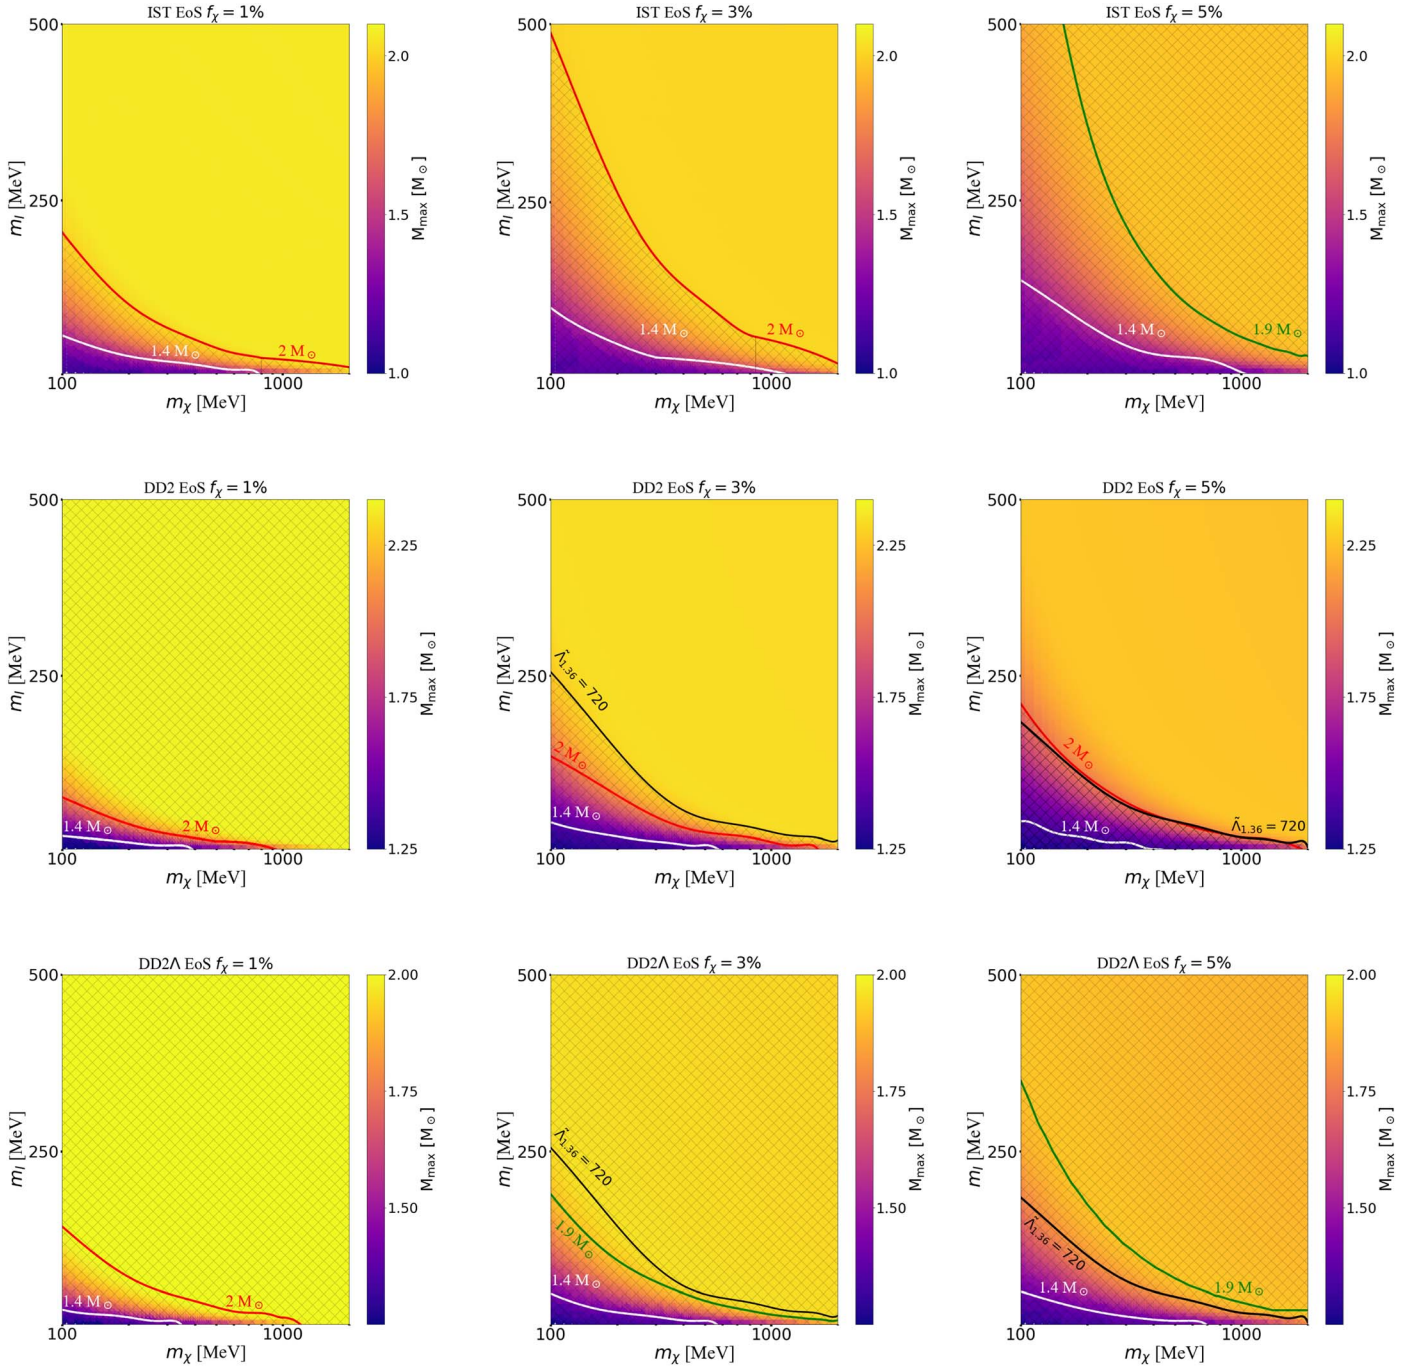 IST EoS fχ = 1%
500
250
mₗ [MeV]
1.4 M⊙
2 M⊙
100
1000
mχ [MeV]
2.0
1.5
1.0
Mmax [M⊙]
IST EoS fχ = 3%
500
250
mₗ [MeV]
1.4 M⊙
2 M⊙
100
1000
mχ [MeV]
2.0
1.5
1.0
Mmax [M⊙]
IST EoS fχ = 5%
500
250
mₗ [MeV]
1.4 M⊙
1.9 M⊙
100
1000
mχ [MeV]
2.0
1.5
1.0
Mmax [M⊙]
DD2 EoS fχ = 1%
500
250
mₗ [MeV]
1.4 M⊙
2 M⊙
100
1000
mχ [MeV]
2.25
1.75
1.25
Mmax [M⊙]
DD2 EoS fχ = 3%
500
250
mₗ [MeV]
Λ̃1.36 = 720
2 M⊙
1.4 M⊙
100
1000
mχ [MeV]
2.25
1.75
1.25
Mmax [M⊙]
DD2 EoS fχ = 5%
500
250
mₗ [MeV]
2 M⊙
1.4 M⊙
Λ̃1.36 = 720
100
1000
mχ [MeV]
2.25
1.75
1.25
Mmax [M⊙]
DD2Λ EoS fχ = 1%
500
250
mₗ [MeV]
1.4 M⊙
2 M⊙
100
1000
mχ [MeV]
2.00
1.75
1.50
Mmax [M⊙]
DD2Λ EoS fχ = 3%
500
250
mₗ [MeV]
Λ̃1.36 = 720
1.9 M⊙
1.4 M⊙
100
1000
mχ [MeV]
2.00
1.75
1.50
Mmax [M⊙]
DD2Λ EoS fχ = 5%
500
250
mₗ [MeV]
Λ̃1.36 = 720
1.4 M⊙
1.9 M⊙
100
1000
mχ [MeV]
2.00
1.75
1.50
Mmax [M⊙]